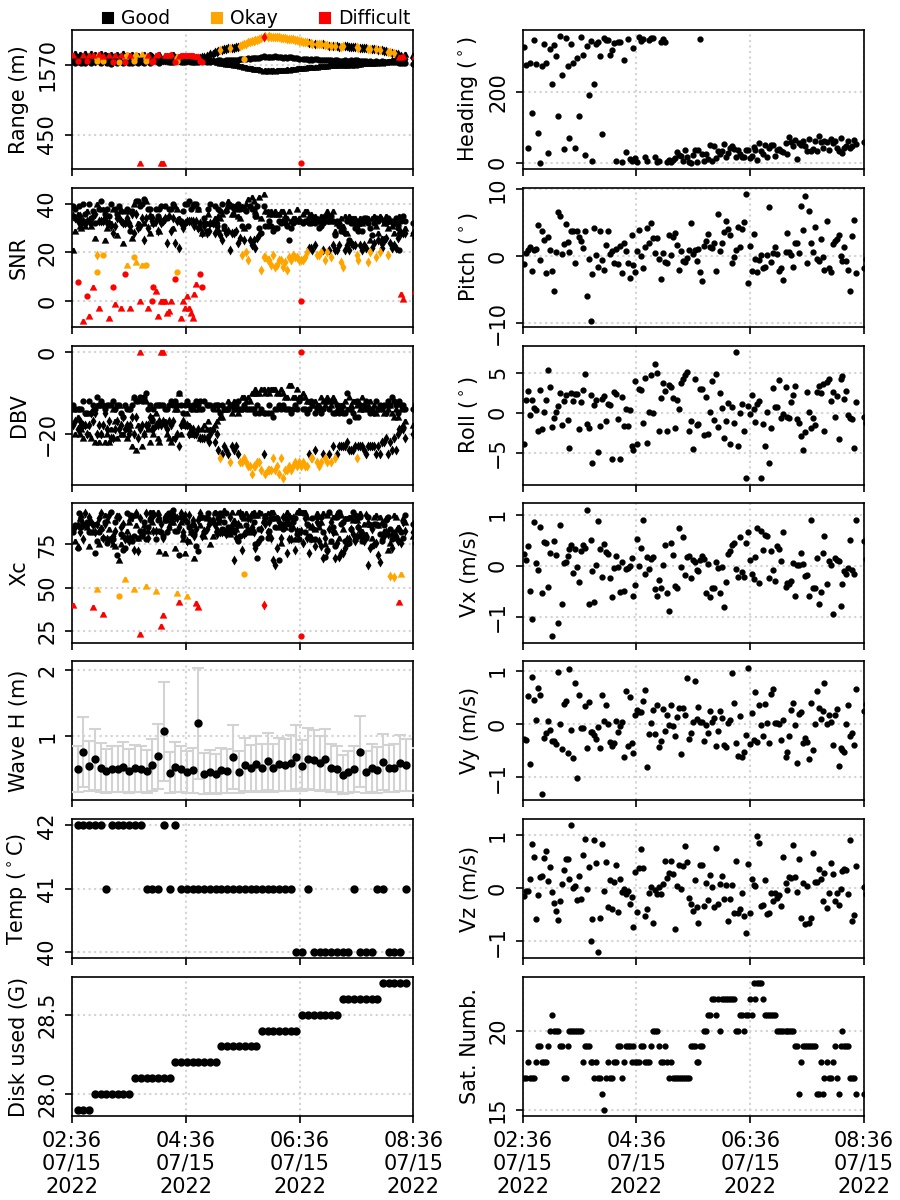 Good Okay Difficult
Range (m)
1570
450
Heading (°)
200
0
SNR
40
20
0
Pitch (°)
10
0
−10
DBV
0
−20
Roll (°)
5
0
−5
Xc
75
50
25
Vx (m/s)
1
0
−1
Wave H (m)
2
1
Vy (m/s)
1
0
−1
Temp (°C)
42
41
40
Vz (m/s)
1
0
−1
Disk used (G)
28.5
28.0
Sat. Numb.
20
15
02:36 04:36 06:36 08:36
07/15 07/15 07/15 07/15
2022 2022 2022 2022
02:36 04:36 06:36 08:36
07/15 07/15 07/15 07/15
2022 2022 2022 2022